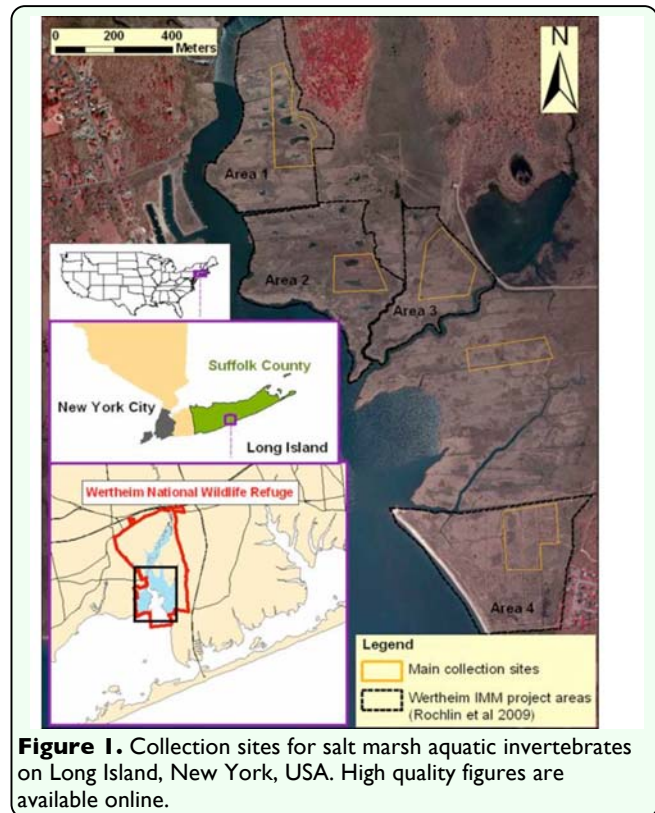 0 200 400
Meters
N
Area 1
Area 2
Area 3
Suffolk County
New York City
Long Island
Wertheim National Wildlife Refuge
Area 4
Legend
Main collection sites
Wertheim IMM project areas
(Rochlin et al 2009)
Figure 1. Collection sites for salt marsh aquatic invertebrates
on Long Island, New York, USA. High quality figures are
available online.